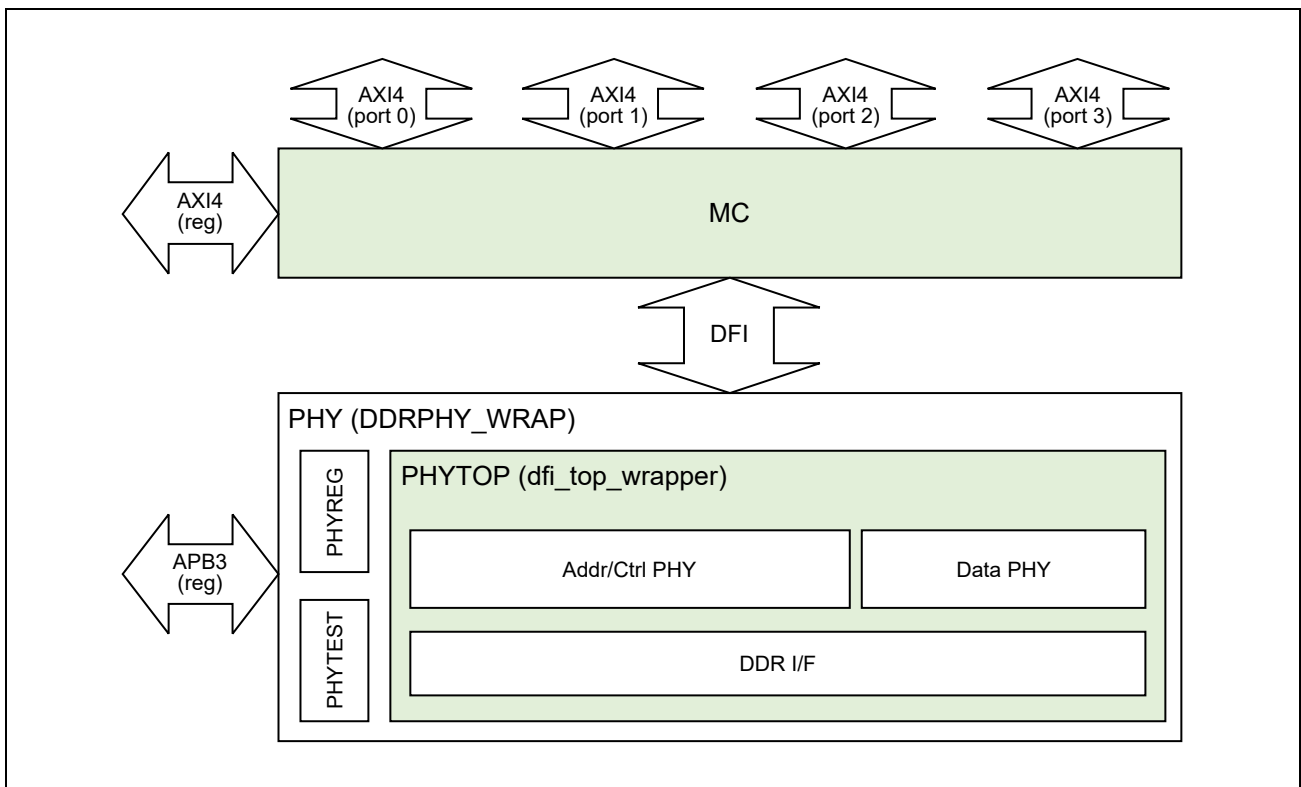 AXI4
(port 0)
AXI4
(port 1)
AXI4
(port 2)
AXI4
(port 3)
AXI4
(reg)
MC
DFI
PHY (DDRPHY_WRAP)
PHYREG
PHYTOP (dfi_top_wrapper)
Addr/Ctrl PHY
Data PHY
APB3
(reg)
PHYTEST
DDR I/F